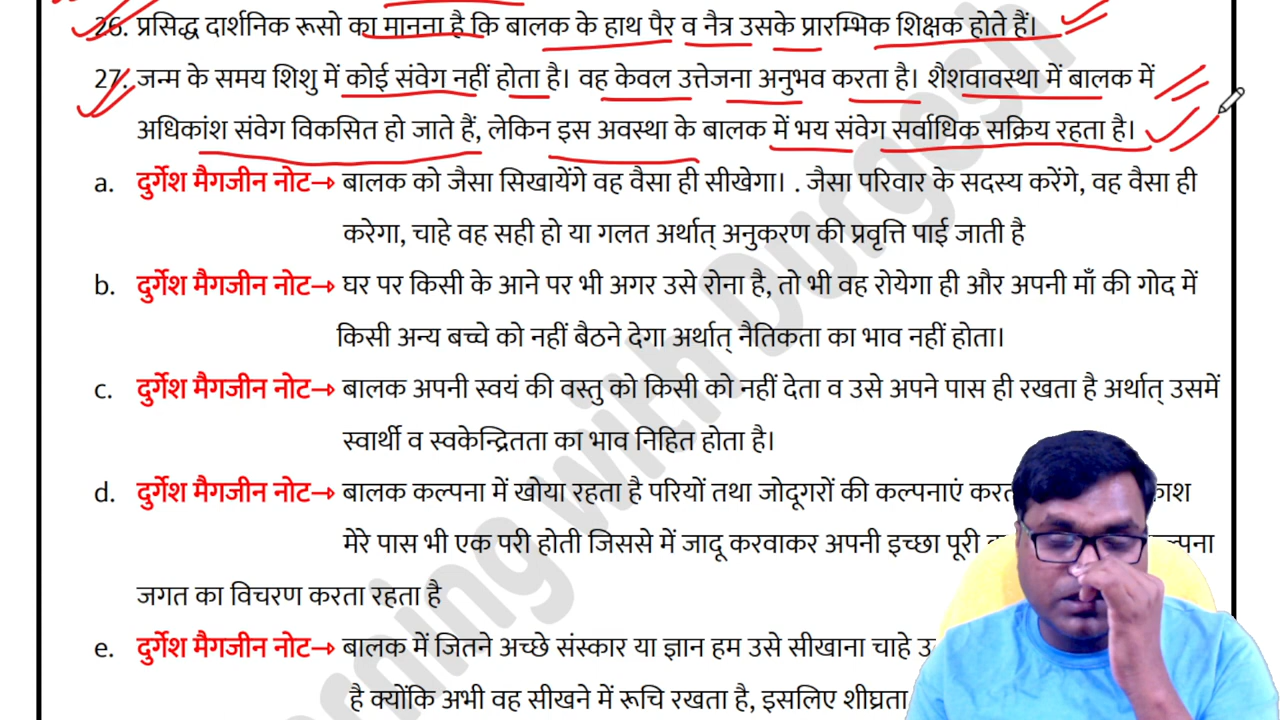 26. प्रसिद्ध दार्शनिक रूसो का मानना है कि बालक के हाथ पैर व नैत्र उसके प्रारम्भिक शिक्षक होते हैं।
27. जन्म के समय शिशु में कोई संवेग नहीं होता है। वह केवल उत्तेजना अनुभव करता है। शैशवावस्था में बालक में
अधिकांश संवेग विकसित हो जाते हैं, लेकिन इस अवस्था के बालक में भय संवेग सर्वाधिक सक्रिय रहता है।
a. दुर्गेश मैगजीन नोट→ बालक को जैसा सिखायेंगे वह वैसा ही सीखेगा। . जैसा परिवार के सदस्य करेंगे, वह वैसा ही
करेगा, चाहे वह सही हो या गलत अर्थात् अनुकरण की प्रवृत्ति पाई जाती है
b. दुर्गेश मैगजीन नोट→ घर पर किसी के आने पर भी अगर उसे रोना है, तो भी वह रोयेगा ही और अपनी माँ की गोद में
किसी अन्य बच्चे को नहीं बैठने देगा अर्थात् नैतिकता का भाव नहीं होता।
c. दुर्गेश मैगजीन नोट→ बालक अपनी स्वयं की वस्तु को किसी को नहीं देता व उसे अपने पास ही रखता है अर्थात् उसमें
स्वार्थी व स्वकेन्द्रितता का भाव निहित होता है।
d. दुर्गेश मैगजीन नोट→ बालक कल्पना में खोया रहता है परियों तथा जोदूगरों की कल्पनाएं
मेरे पास भी एक परी होती जिससे में जादू करवाकर अपनी इच्छा पूरी
जगत का विचरण करता रहता है
e. दुर्गेश मैगजीन नोट→ बालक में जितने अच्छे संस्कार या ज्ञान हम उसे सीखाना चाहे
है क्योंकि अभी वह सीखने में रूचि रखता है, इसलिए शीघ्रता
with Durgesh